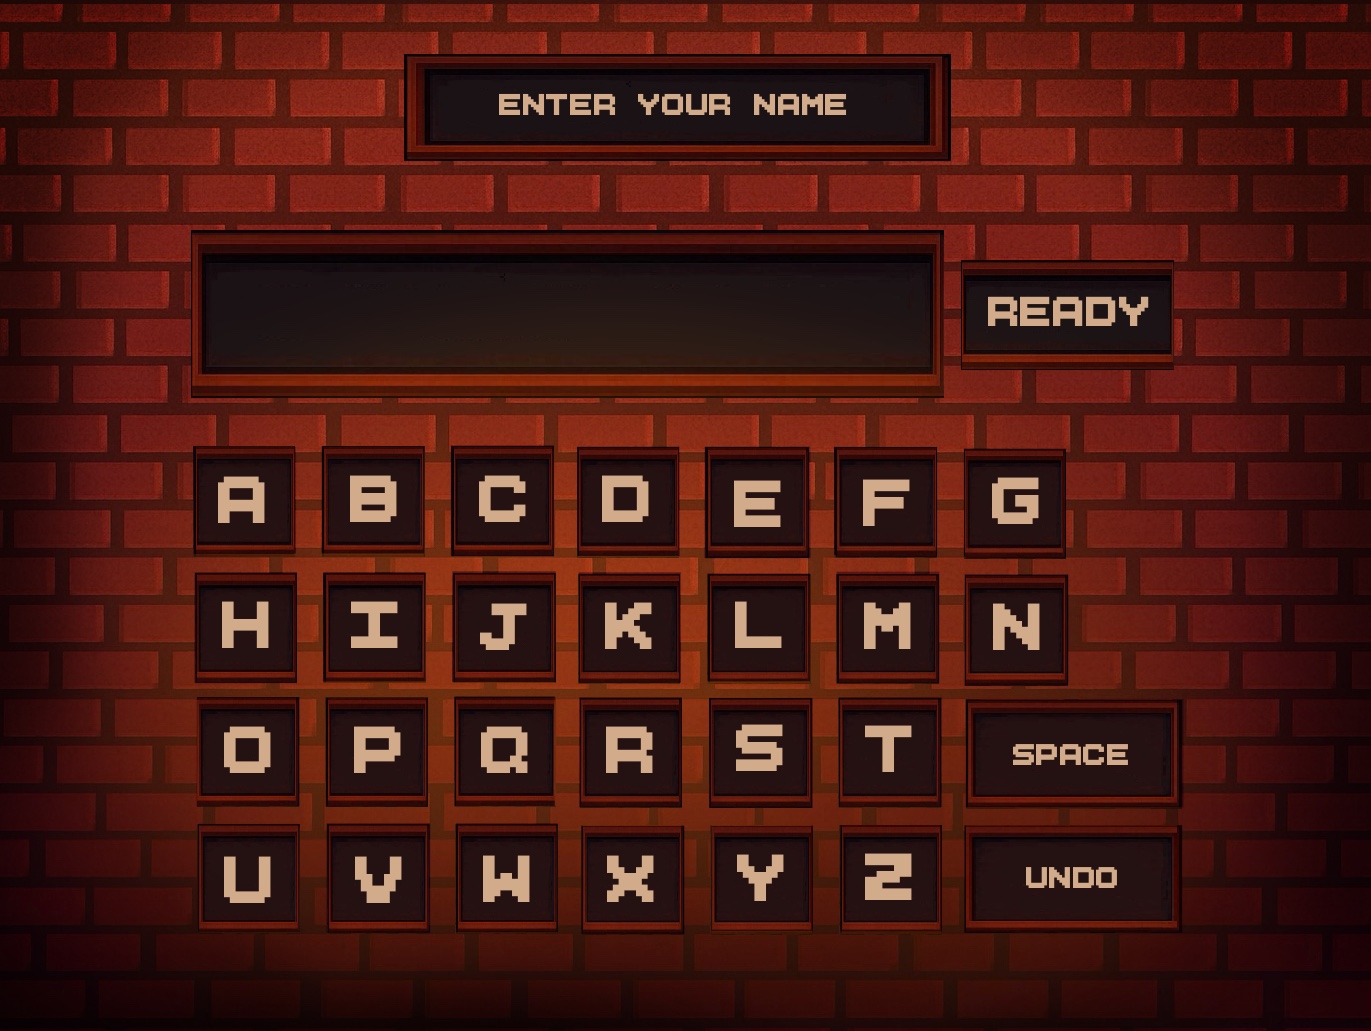 ENTER YOUR NAME
READY
A B C D E F G
H I J K L M N
O P Q R S T SPACE
U V W X Y Z UNDO